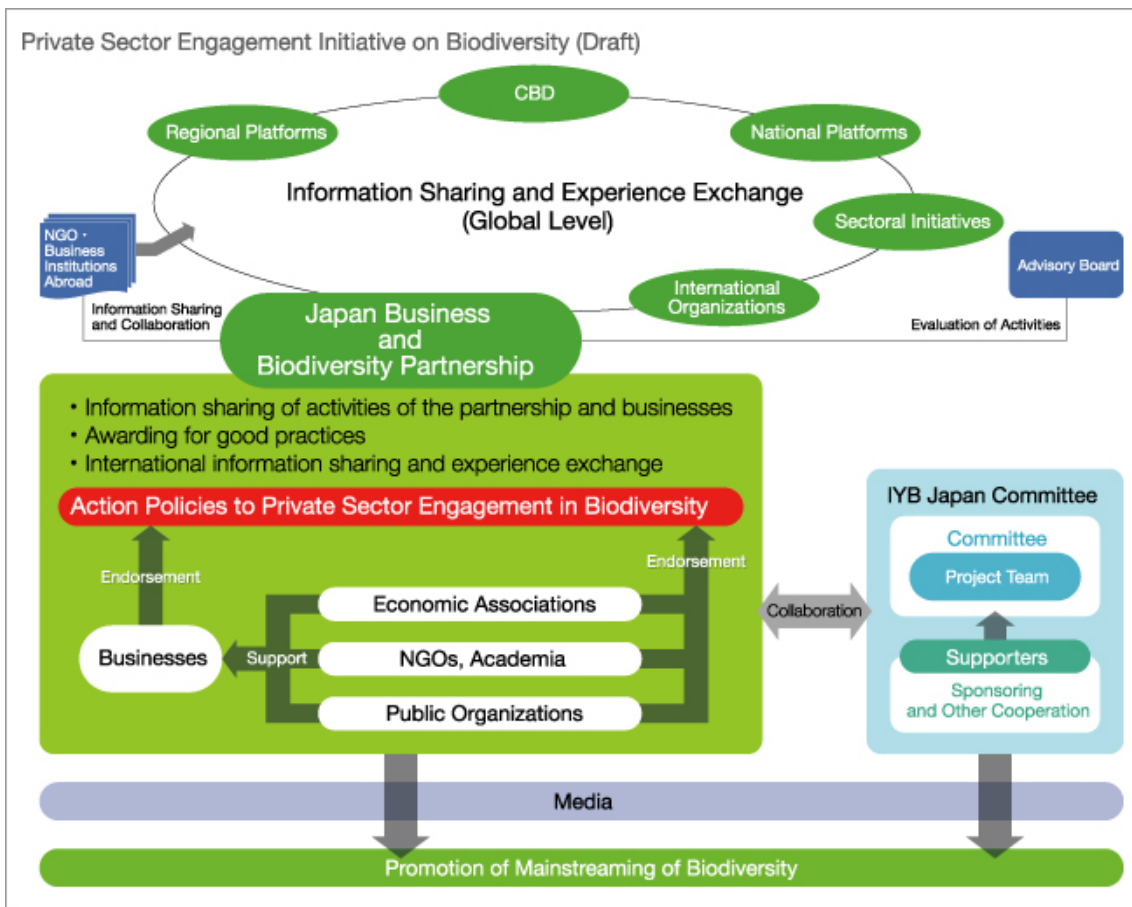 Private Sector Engagement Initiative on Biodiversity (Draft)
CBD
Regional Platforms
National Platforms
Information Sharing and Experience Exchange
(Global Level)
Sectoral Initiatives
NGO・
Business
Institutions
Abroad
Advisory Board
International
Organizations
Information Sharing
and Collaboration
Japan Business
and
Biodiversity Partnership
Evaluation of Activities
・Information sharing of activities of the partnership and businesses
・Awarding for good practices
・International information sharing and experience exchange
Action Policies to Private Sector Engagement in Biodiversity
Endorsement
Endorsement
Economic Associations
Businesses
Support
NGOs, Academia
Public Organizations
Collaboration
IYB Japan Committee
Committee
Project Team
Supporters
Sponsoring
and Other Cooperation
Media
Promotion of Mainstreaming of Biodiversity